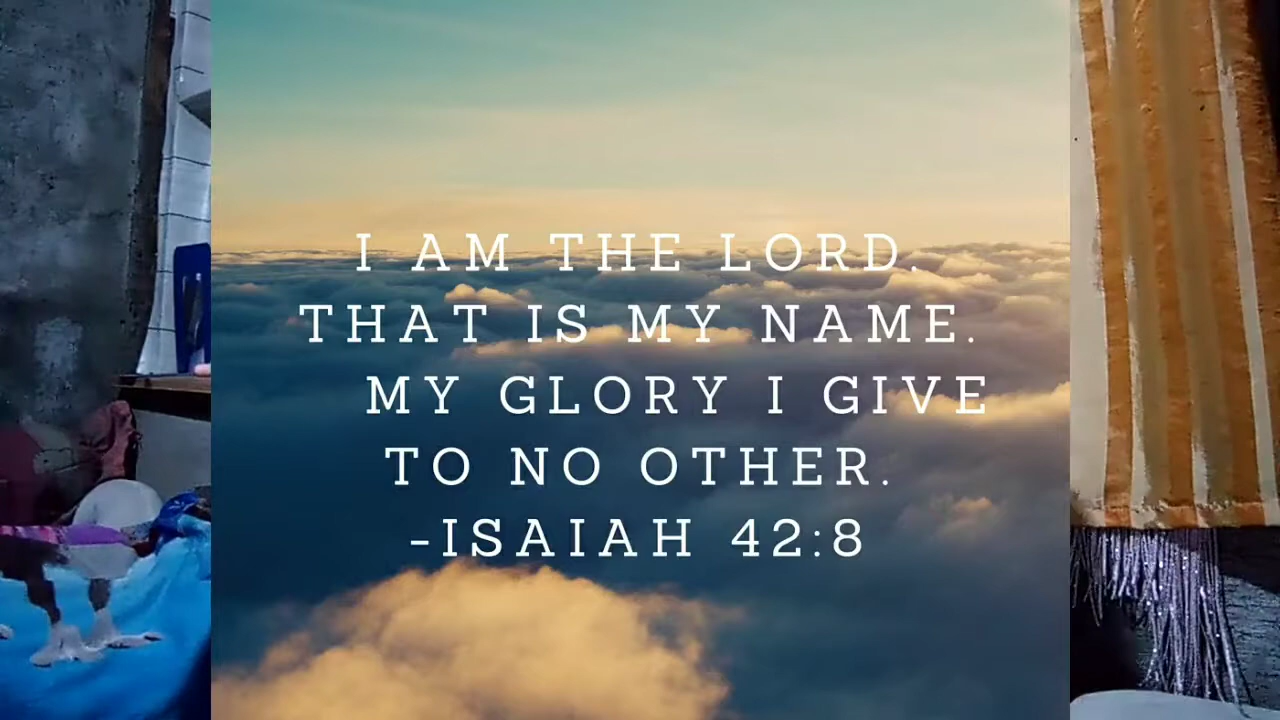 I AM THE LORD.
THAT IS MY NAME.
MY GLORY I GIVE
TO NO OTHER.
-ISAIAH 42:8